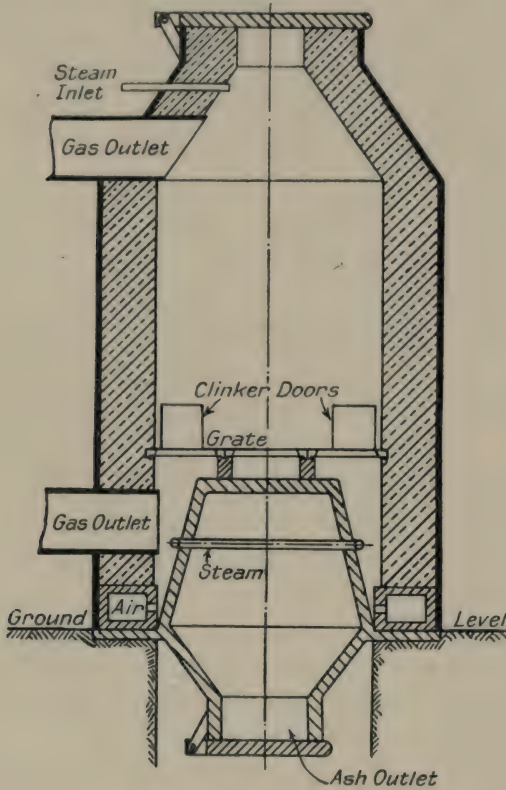 Steam
Inlet
Gas Outlet
Clinker Doors
Grate
Gas Outlet
Steam
Air
Ground
Level
Ash Outlet